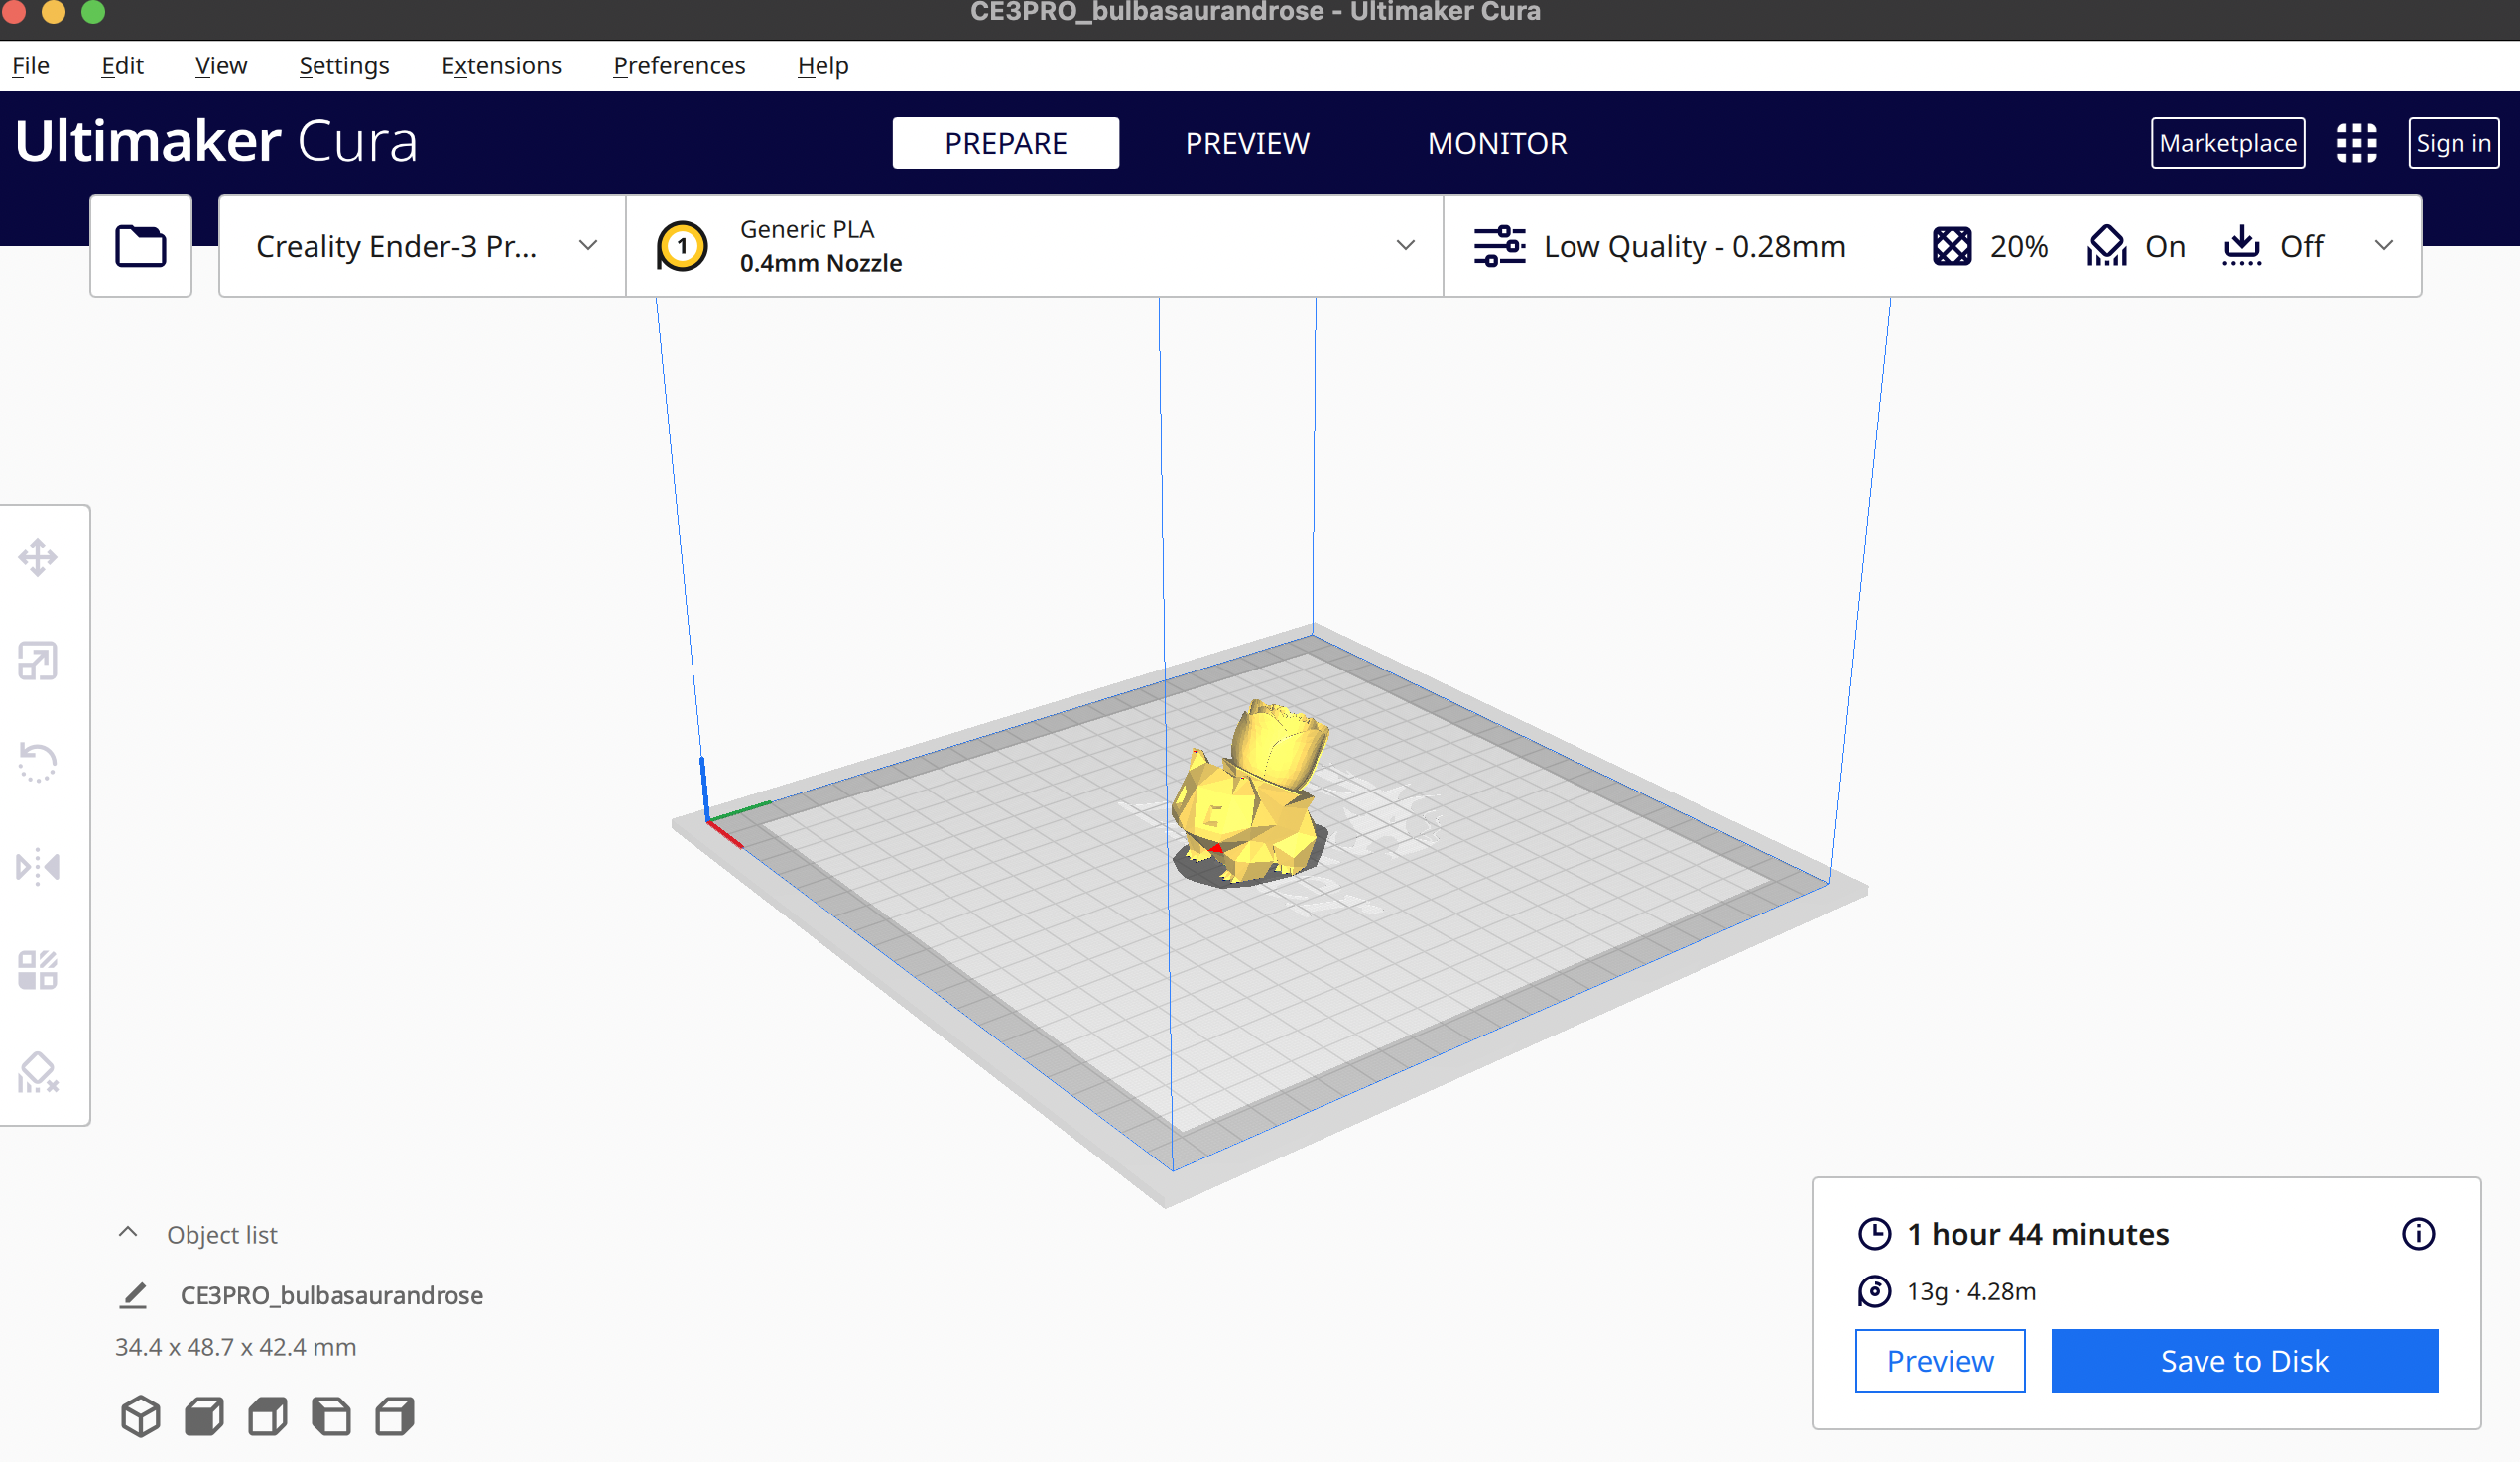 CE3PRO_bulbasaurandrose - Ultimaker Cura
File Edit View Settings Extensions Preferences Help
Ultimaker Cura PREPARE PREVIEW MONITOR Marketplace Sign in
Creality Ender-3 Pr... 1 Generic PLA
0.4mm Nozzle
Low Quality - 0.28mm 20% On Off
Object list
CE3PRO_bulbasaurandrose
34.4 x 48.7 x 42.4 mm
1 hour 44 minutes
13g · 4.28m
Preview Save to Disk